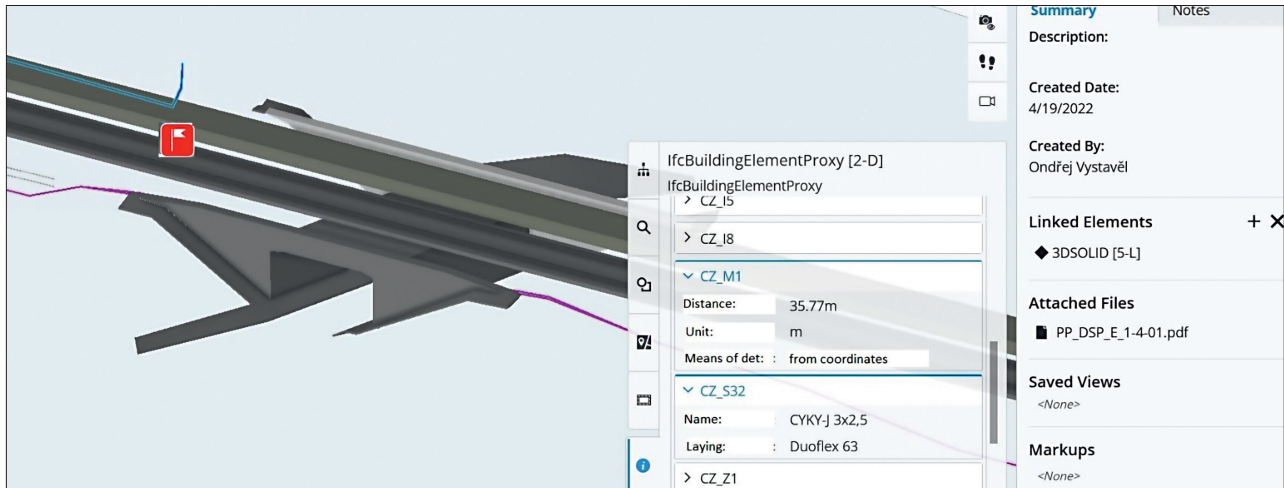 IfcBuildingElementProxy [2-D]
IfcBuildingElementProxy
CZ_I5
CZ_I8
CZ_M1
Distance: 35.77m
Unit: m
Means of det: : from coordinates
CZ_S32
Name: CYKY-J 3x2,5
Laying: : Duoflex 63
CZ_Z1
Summary Notes
Description:
Created Date:
4/19/2022
Created By:
Ondřej Vystavěl
Linked Elements
3DSOLID [5-L]
Attached Files
PP_DSP_E_1-4-01.pdf
Saved Views
<None>
Markups
<None>